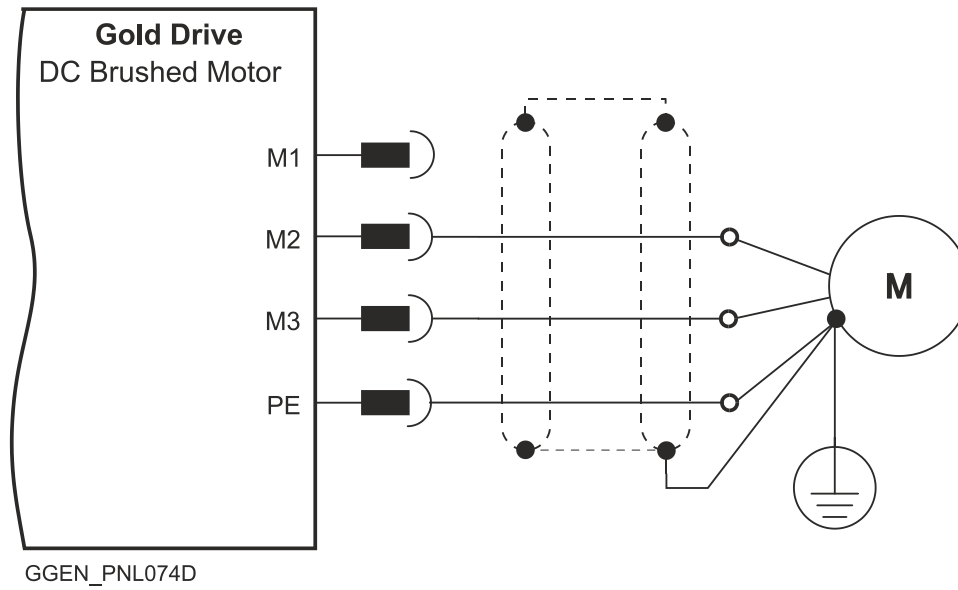 Gold Drive
DC Brushed Motor
M1
M2
M3
PE
M
GGEN_PNL074D